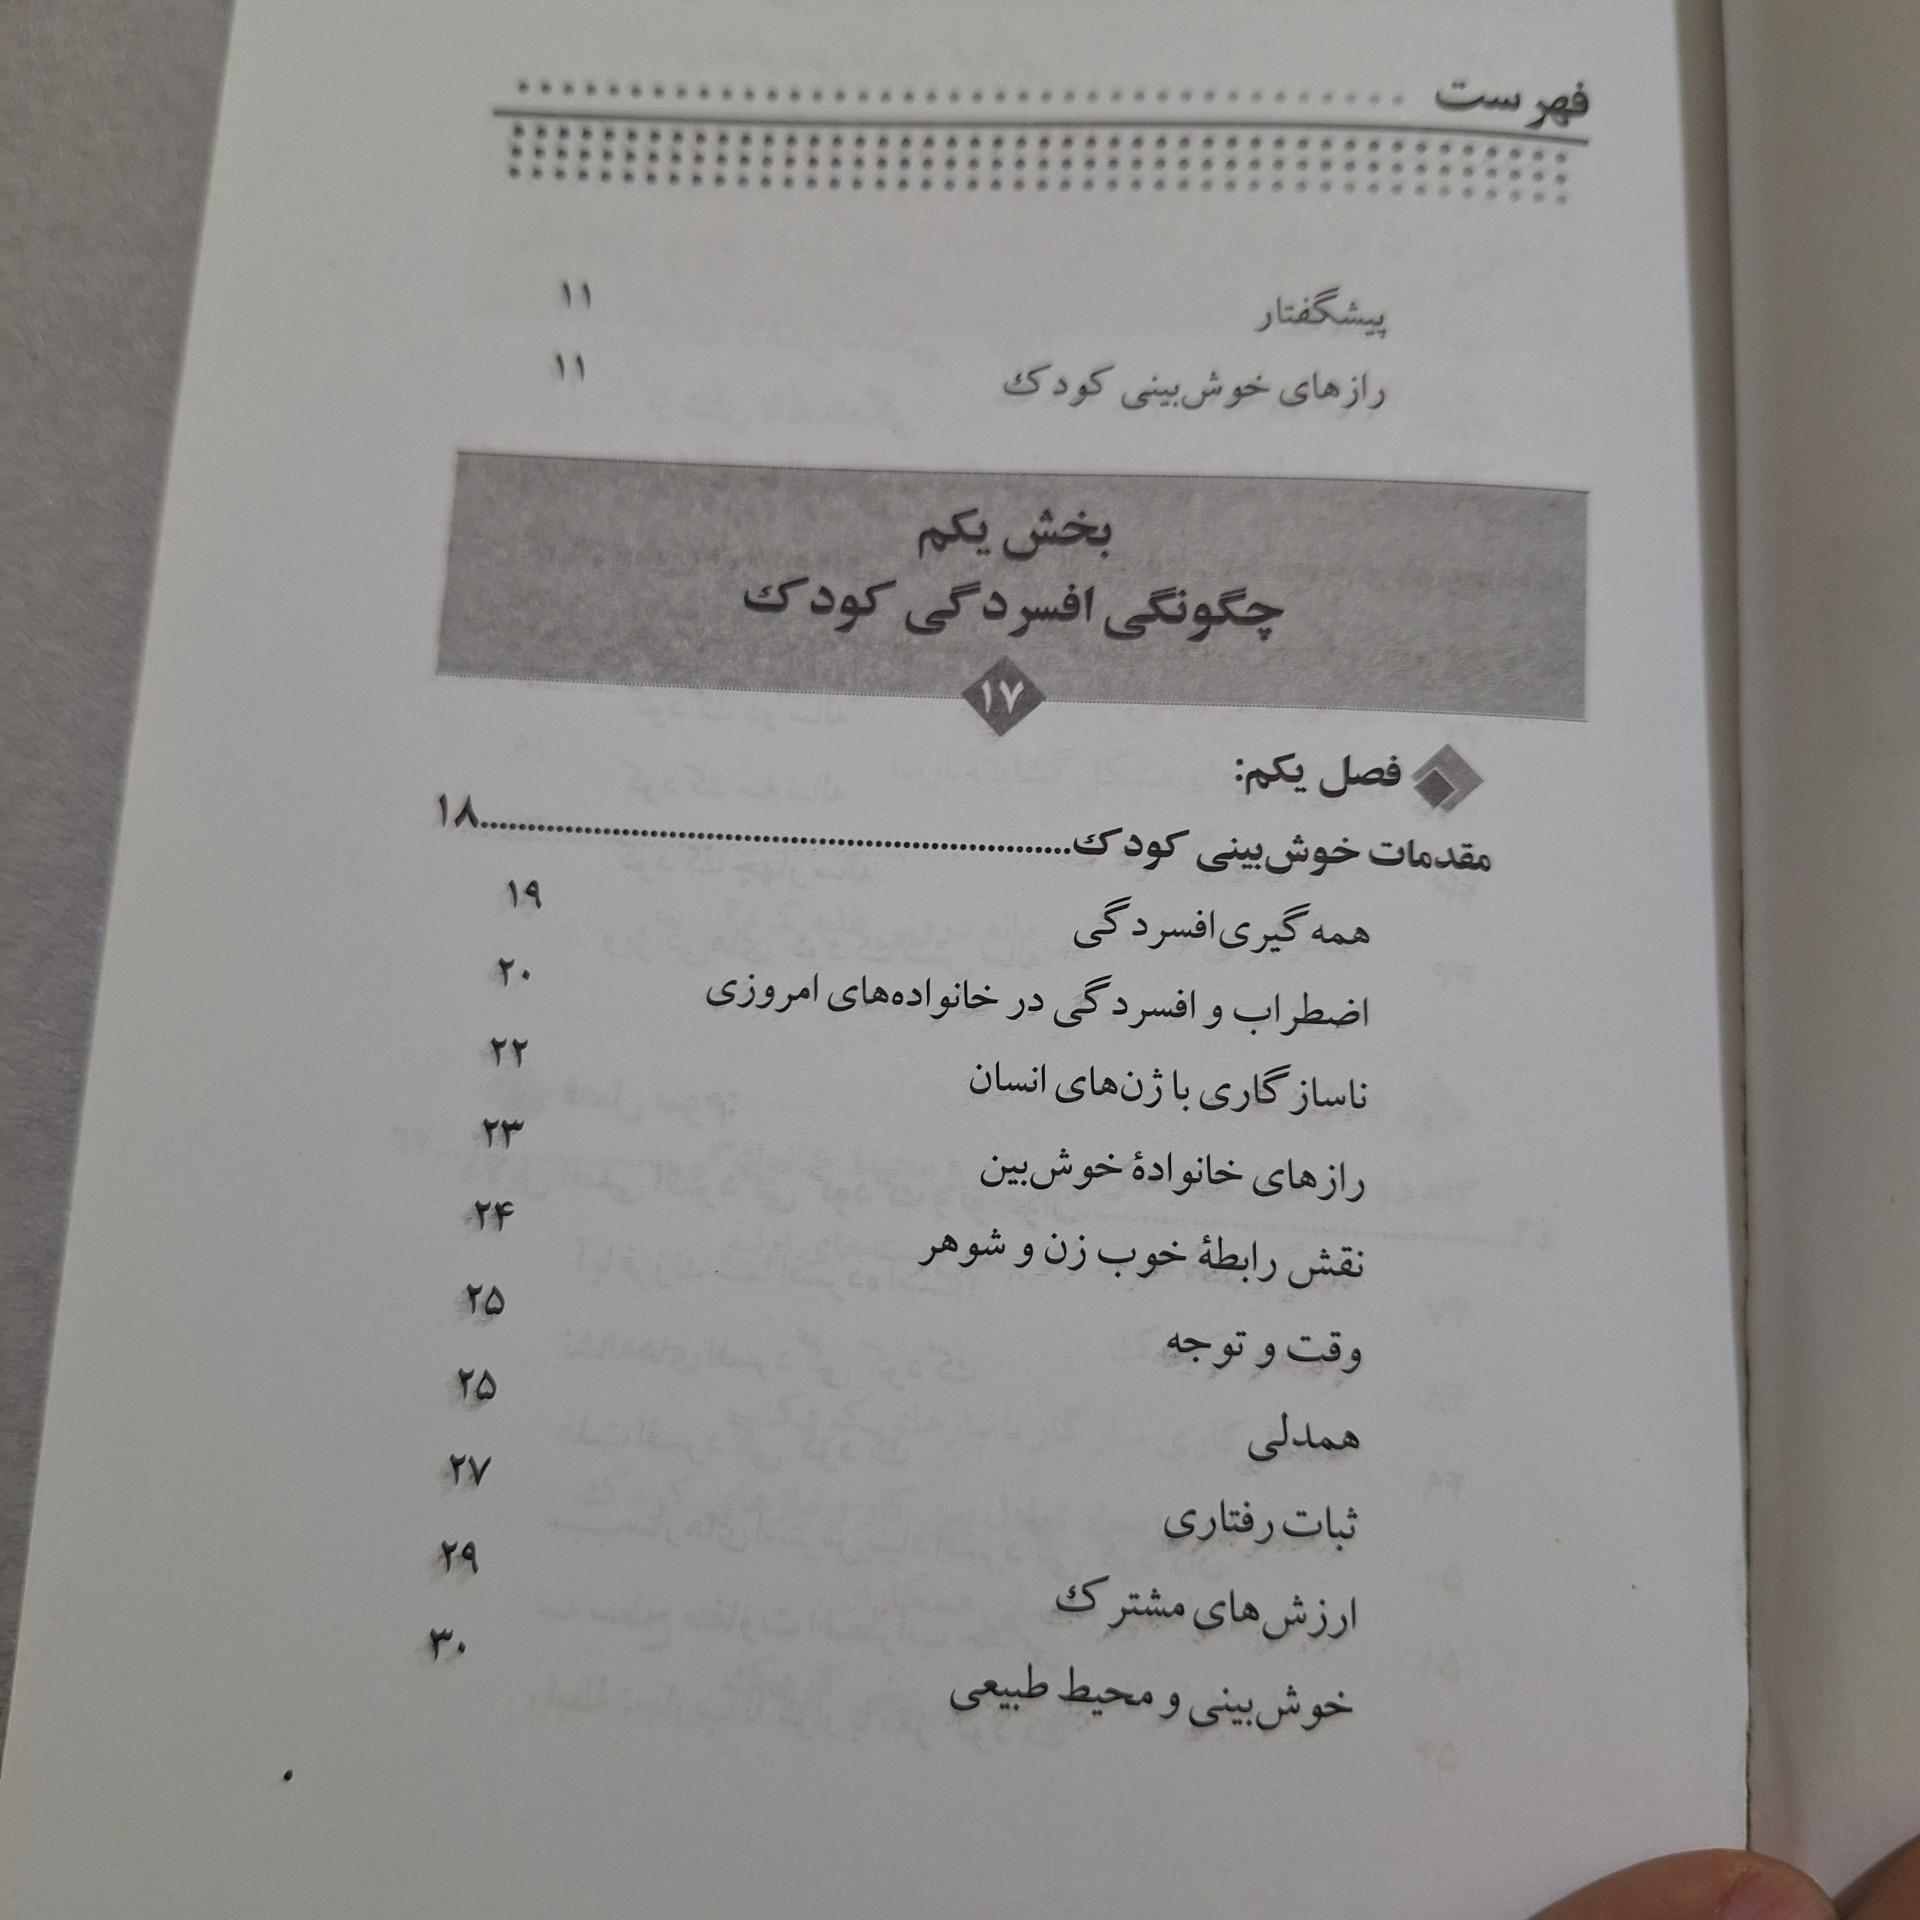 فهرست
پیشگفتار ۱۱
رازهای خوش‌بینی کودک ۱۱
بخش یکم
چگونگی افسردگی کودک
۱۷
فصل یکم:
مقدمات خوش‌بینی کودک ۱۸
همه‌گیری افسردگی ۱۹
اضطراب و افسردگی در خانواده‌های امروزی ۲۰
ناسازگاری با ژن‌های انسان ۲۲
رازهای خانوادهٔ خوش‌بین ۲۳
نقش رابطهٔ خوب زن و شوهر ۲۴
وقت و توجه ۲۵
همدلی ۲۵
ثبات رفتاری ۲۷
ارزش‌های مشترک ۲۹
خوش‌بینی و محیط طبیعی ۳۰